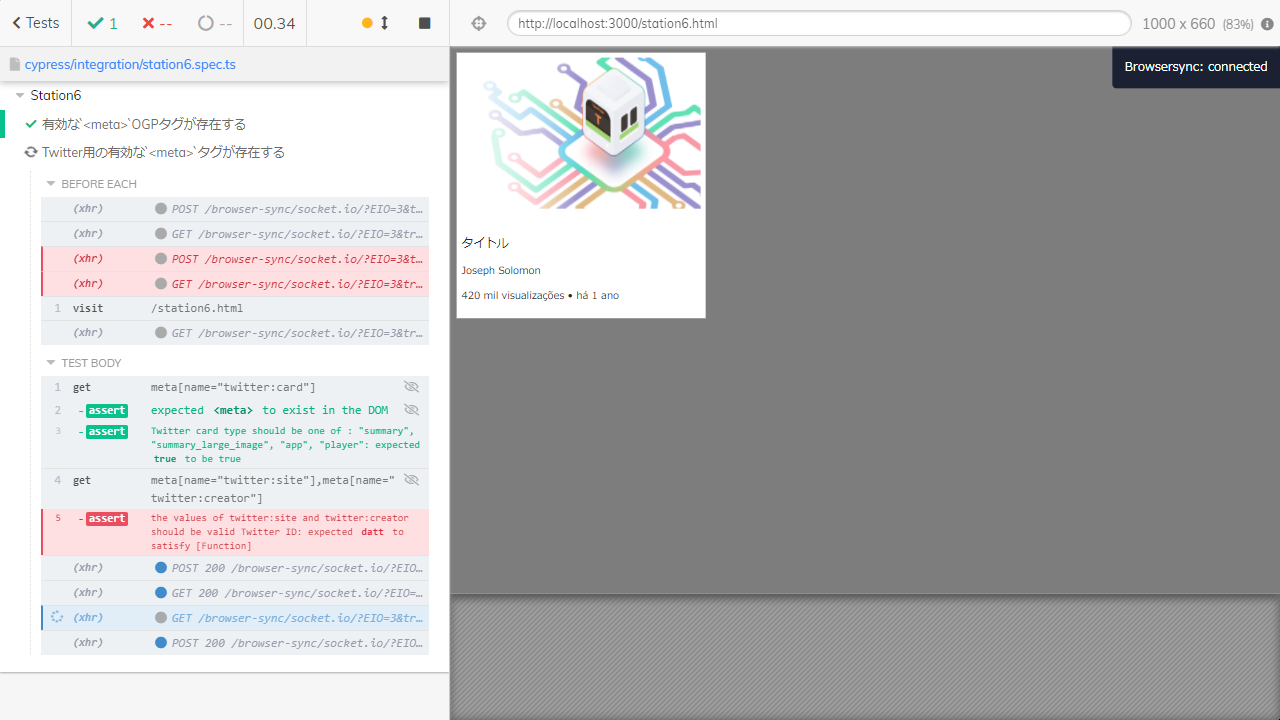 Tests
1
--
--
00.34
http://localhost:3000/station6.html
1000 x 660 (83%)
cypress/integration/station6.spec.ts
Browsersync: connected
Station6
有効な`<meta>`OGPタグが存在する
Twitter用の有効な`<meta>`タグが存在する
BEFORE EACH
(xhr) POST /browser-sync/socket.io/?EIO=3&t…
(xhr) GET /browser-sync/socket.io/?EIO=3&tr…
(xhr) POST /browser-sync/socket.io/?EIO=3&t…
(xhr) GET /browser-sync/socket.io/?EIO=3&tr…
1 visit /station6.html
(xhr) GET /browser-sync/socket.io/?EIO=3&tr…
TEST BODY
1 get meta[name="twitter:card"]
2 -assert expected <meta> to exist in the DOM
3 -assert Twitter card type should be one of : "summary",
"summary_large_image", "app", "player": expected
true to be true
4 get meta[name="twitter:site"],meta[name="
twitter:creator"]
5 -assert the values of twitter:site and twitter:creator
should be valid Twitter ID: expected datt to
satisfy [Function]
(xhr) POST 200 /browser-sync/socket.io/?EIO…
(xhr) GET 200 /browser-sync/socket.io/?EIO=…
(xhr) GET /browser-sync/socket.io/?EIO=3&tr…
(xhr) POST 200 /browser-sync/socket.io/?EIO…
T
タイトル
Joseph Solomon
420 mil visualizações • há 1 ano